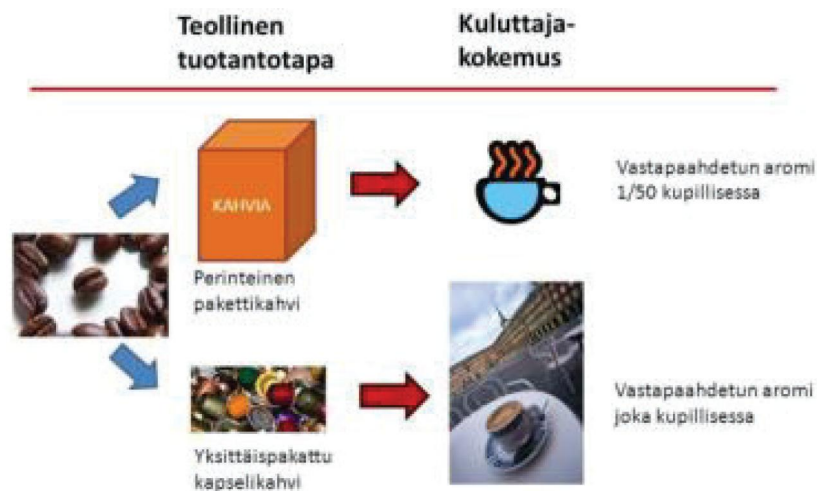 Teollinen
tuotantotapa
Kuluttaja-
kokemus
KAHVIA
Vastapaahdetun aromi
1/50 kupillisessa
Perinteinen
pakettikahvi
Vastapaahdetun aromi
joka kupillisessa
Yksittäispakattu
kapselikahvi